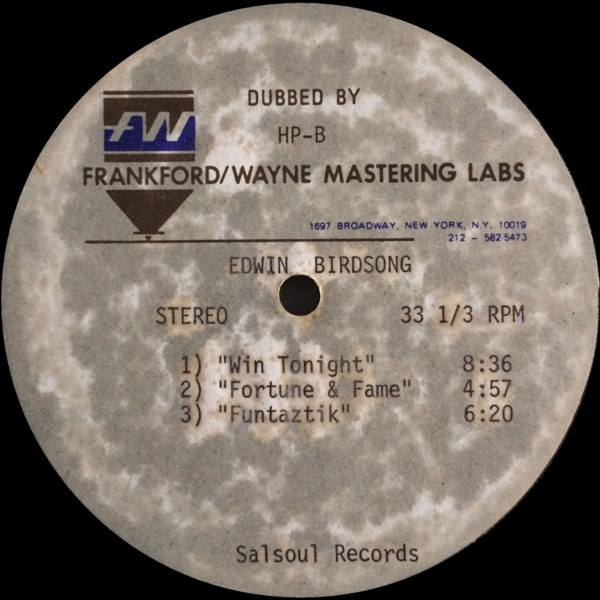 DUBBED BY
FW
HP-B
FRANKFORD/WAYNE MASTERING LABS
1697 BROADWAY, NEW YORK, N.Y. 10019
212 - 582 5473
EDWIN BIRDSONG
STEREO 33 1/3 RPM
1) "Win Tonight" 8:36
2) "Fortune & Fame" 4:57
3) "Funtaztik" 6:20
Salsoul Records